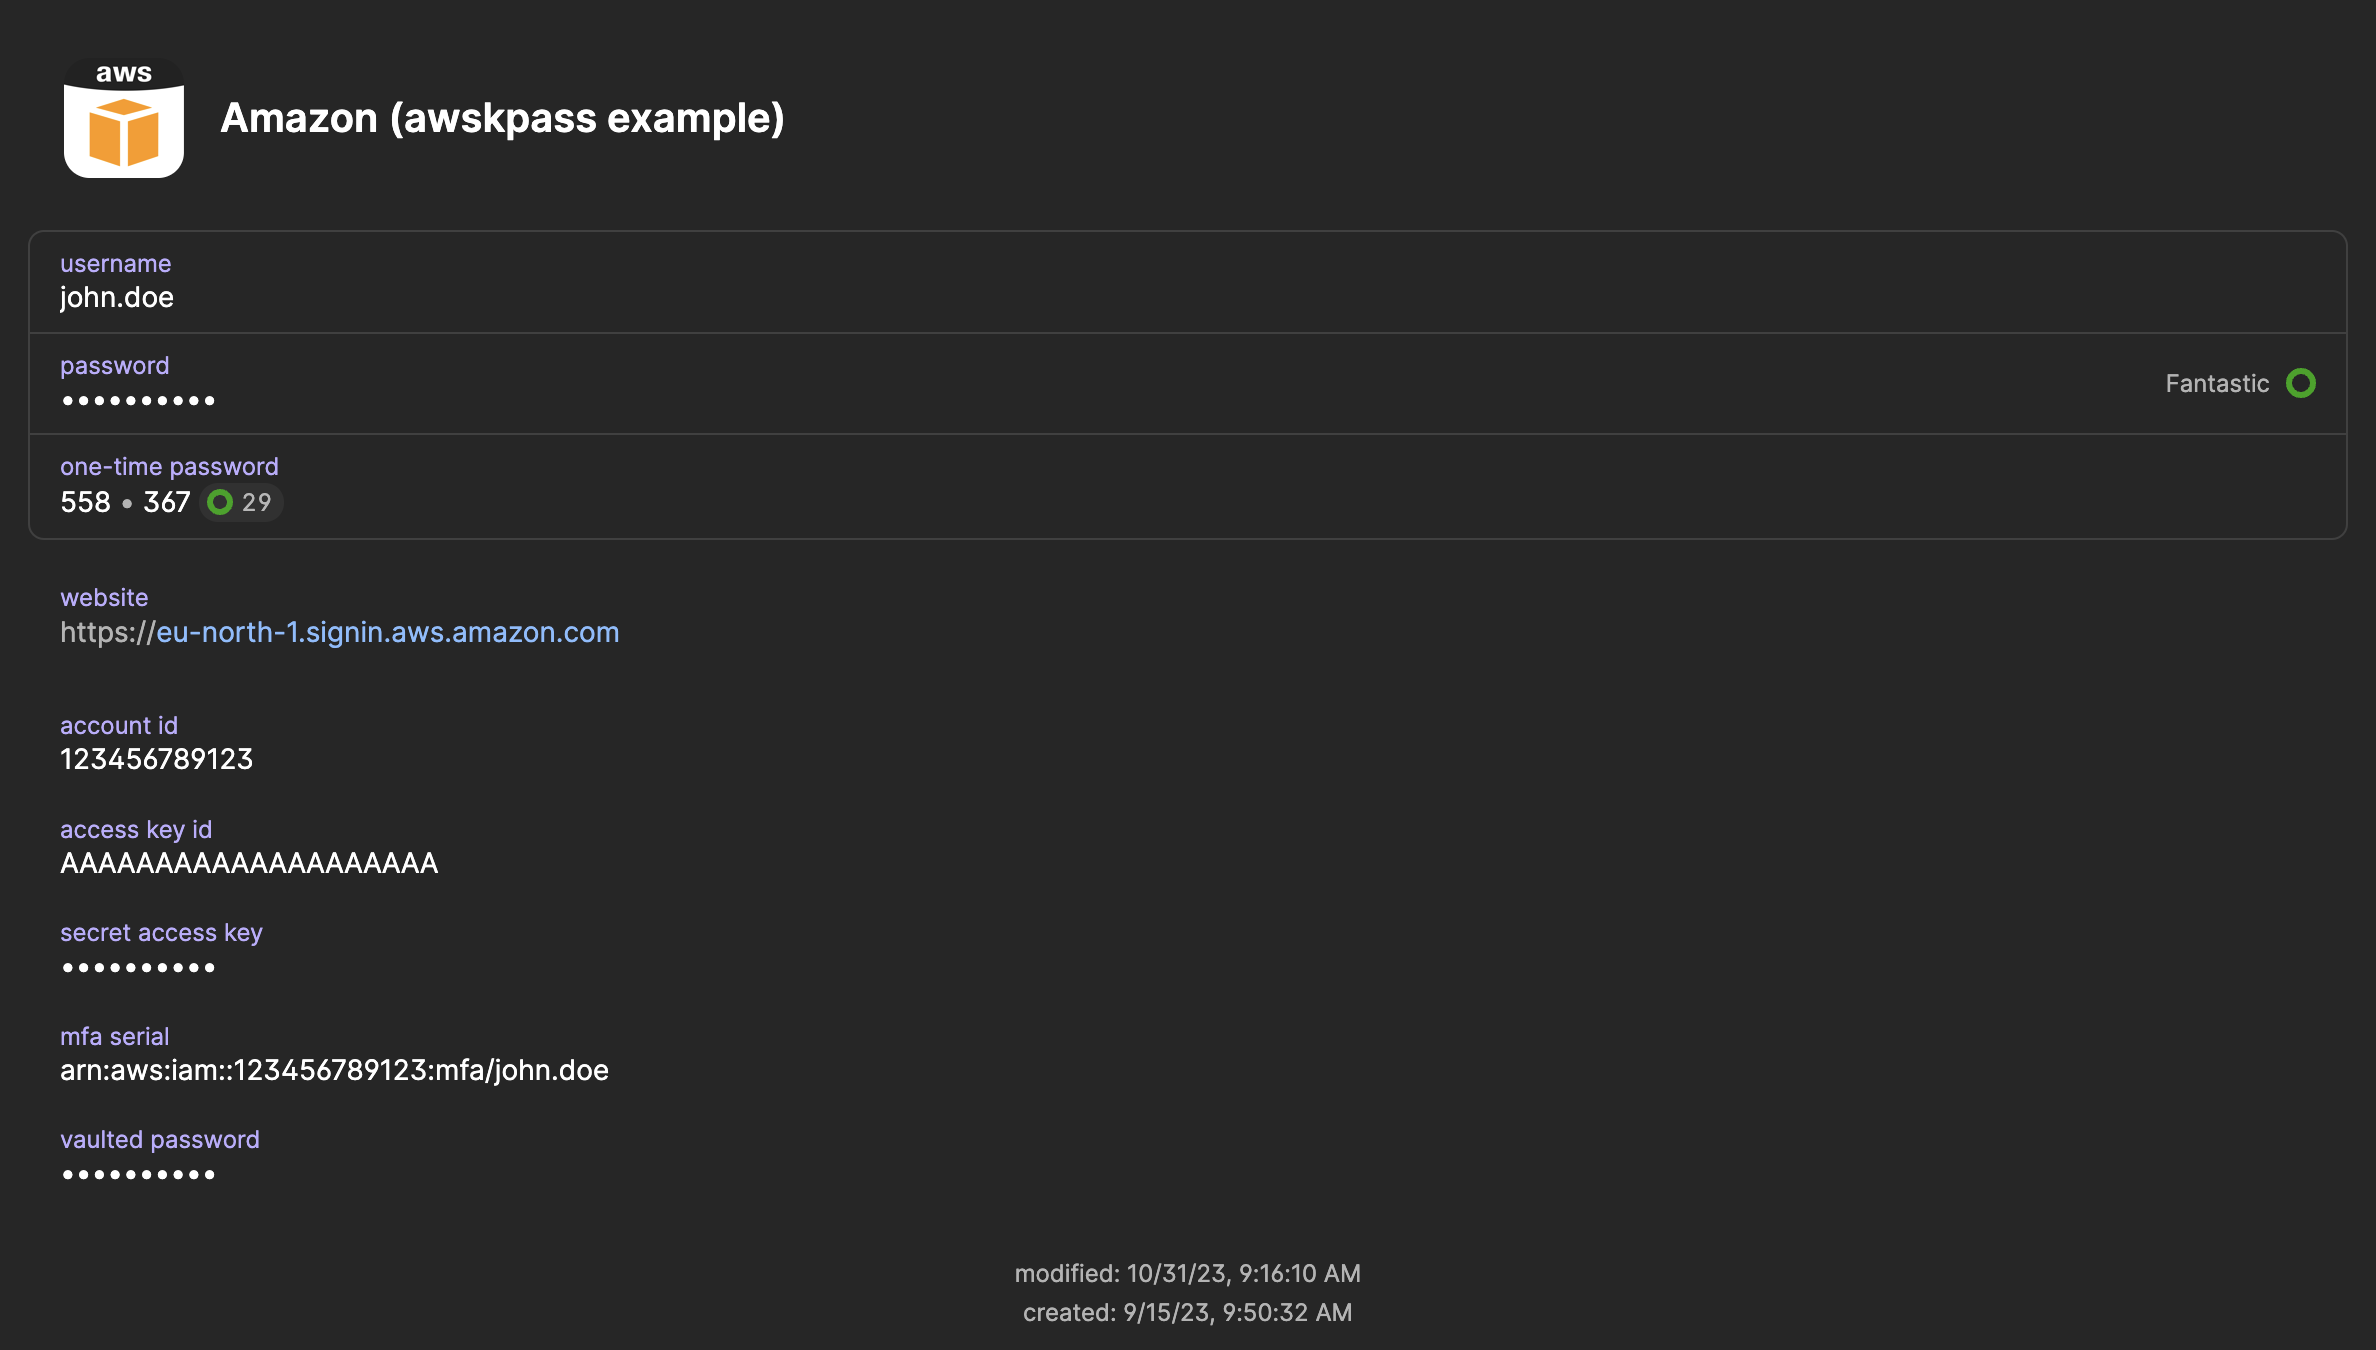 aws
Amazon (awskpass example)
username
john.doe
password
••••••••••
Fantastic
one-time password
558 • 367 29
website
https://eu-north-1.signin.aws.amazon.com
account id
123456789123
access key id
AAAAAAAAAAAAAAAAAAAA
secret access key
••••••••••
mfa serial
arn:aws:iam::123456789123:mfa/john.doe
vaulted password
••••••••••
modified: 10/31/23, 9:16:10 AM
created: 9/15/23, 9:50:32 AM